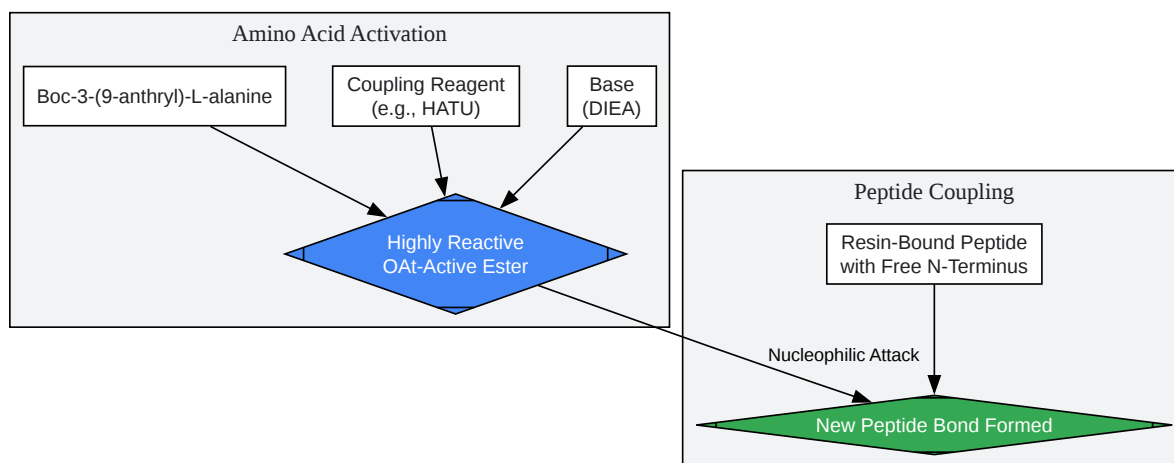 Amino Acid Activation
Boc-3-(9-anthryl)-L-alanine
Coupling Reagent
(e.g., HATU)
Base
(DIEA)
Highly Reactive
OAt-Active Ester
Peptide Coupling
Resin-Bound Peptide
with Free N-Terminus
Nucleophilic Attack
New Peptide Bond Formed